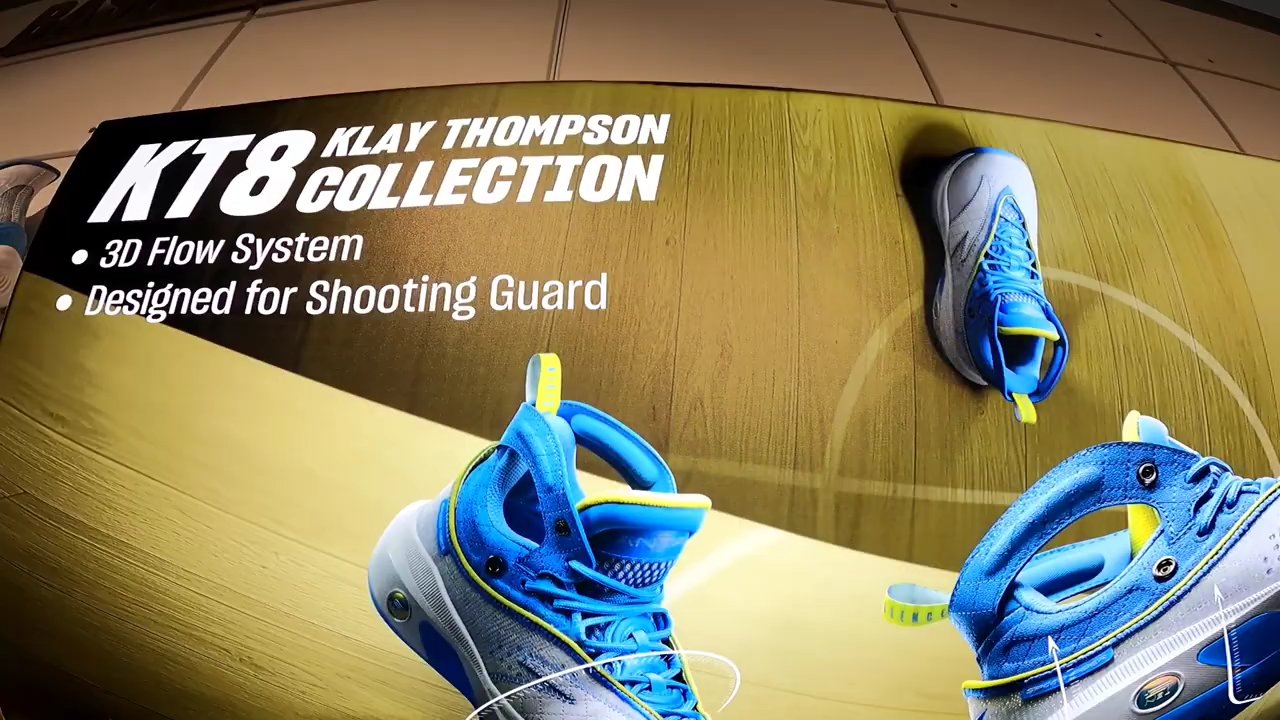 KT8 KLAY THOMPSON
COLLECTION
• 3D Flow System
• Designed for Shooting Guard